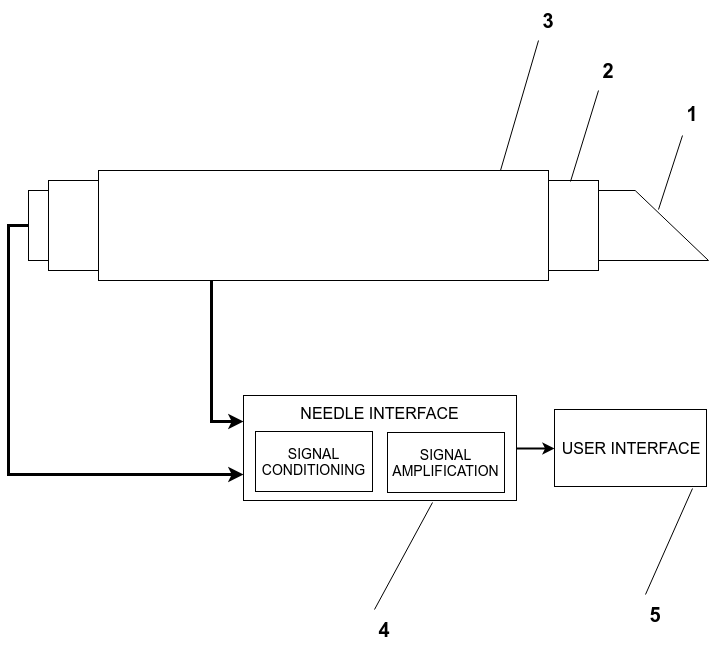 3
2
1
NEEDLE INTERFACE
SIGNAL
CONDITIONING
SIGNAL
AMPLIFICATION
USER INTERFACE
4
5